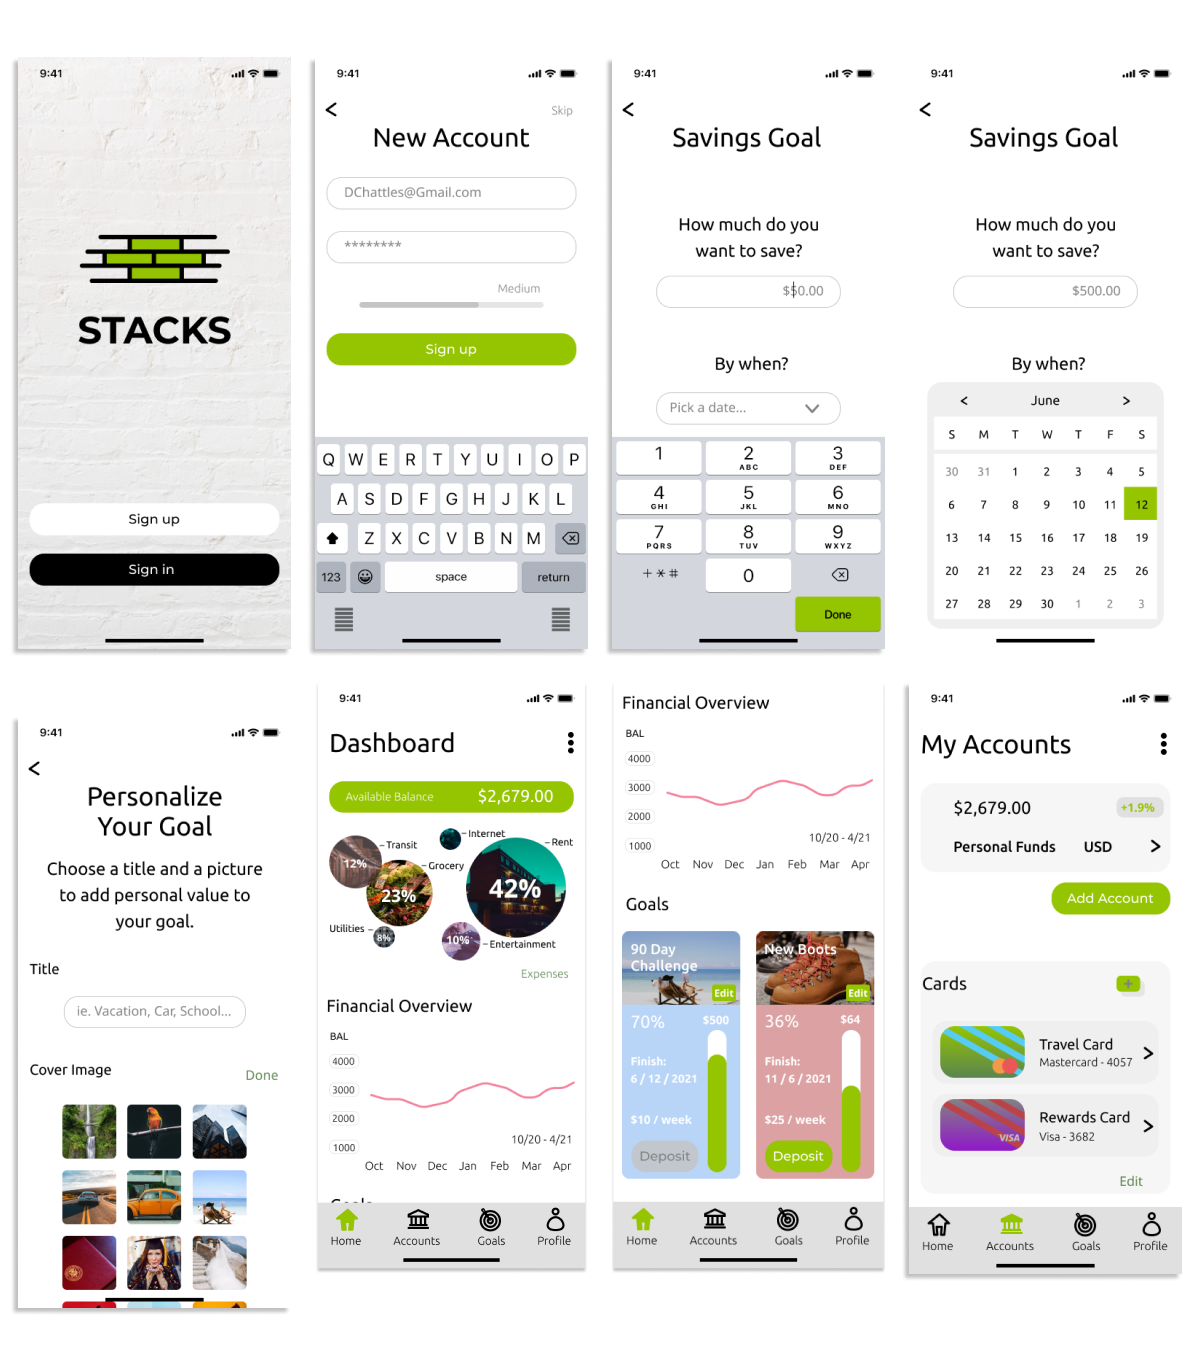 9:41
STACKS
Sign up
Sign in
9:41
Skip
New Account
DChattles@Gmail.com
********
Medium
Sign up
Q W E R T Y U I O P
A S D F G H J K L
Z X C V B N M
123 space return
9:41
Savings Goal
How much do you
want to save?
$50.00
By when?
Pick a date...
1 2 3
ABC DEF
4 5 6
GHI JKL MNO
7 8 9
PQRS TUV WXYZ
+ * # 0
Done
9:41
Savings Goal
How much do you
want to save?
$500.00
By when?
< June >
S M T W T F S
30 31 1 2 3 4 5
6 7 8 9 10 11 12
13 14 15 16 17 18 19
20 21 22 23 24 25 26
27 28 29 30 1 2 3
9:41
Personalize
Your Goal
Choose a title and a picture
to add personal value to
your goal.
Title
ie. Vacation, Car, School...
Cover Image
Done
9:41
Dashboard
Available Balance $2,679.00
Internet
Transit
Rent
12%
Grocery
42%
23%
Utilities
8%
10%
Entertainment
Expenses
Financial Overview
BAL
4000
3000
2000
1000
10/20 - 4/21
Oct Nov Dec Jan Feb Mar Apr
Goals
Home Accounts Goals Profile
Financial Overview
BAL
4000
3000
2000
1000
10/20 - 4/21
Oct Nov Dec Jan Feb Mar Apr
Goals
90 Day
Challenge
Edit
70% $500
Finish:
6 / 12 / 2021
$10 / week
Deposit
New Boots
Edit
36% $64
Finish:
11 / 6 / 2021
$25 / week
Deposit
Home Accounts Goals Profile
9:41
My Accounts
$2,679.00 +1.9%
Personal Funds USD
Add Account
Cards
+
Travel Card
Mastercard - 4057
VISA
Rewards Card
Visa - 3682
Edit
Home Accounts Goals Profile